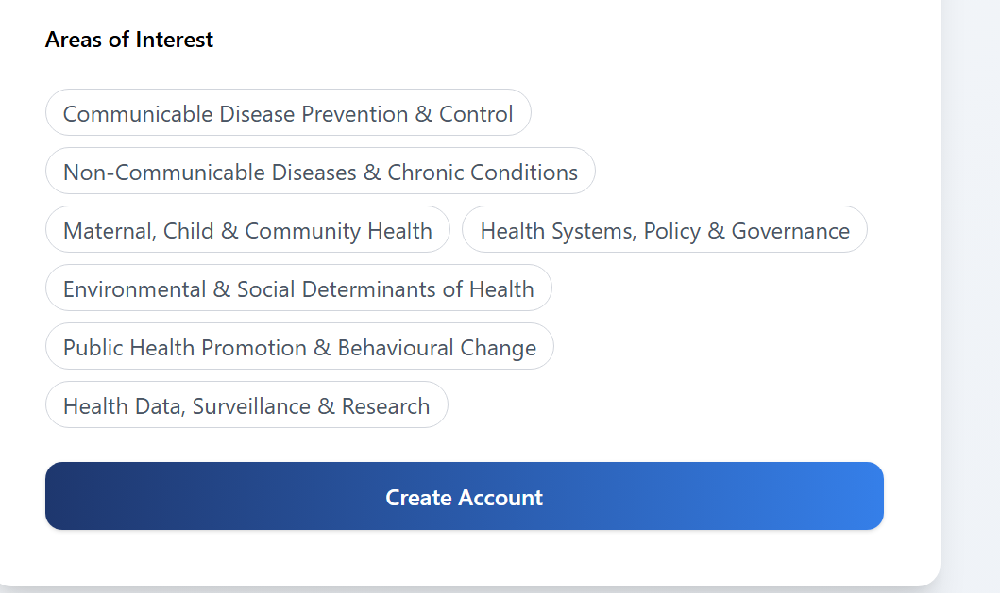 Areas of Interest
Communicable Disease Prevention & Control
Non-Communicable Diseases & Chronic Conditions
Maternal, Child & Community Health
Health Systems, Policy & Governance
Environmental & Social Determinants of Health
Public Health Promotion & Behavioural Change
Health Data, Surveillance & Research
Create Account